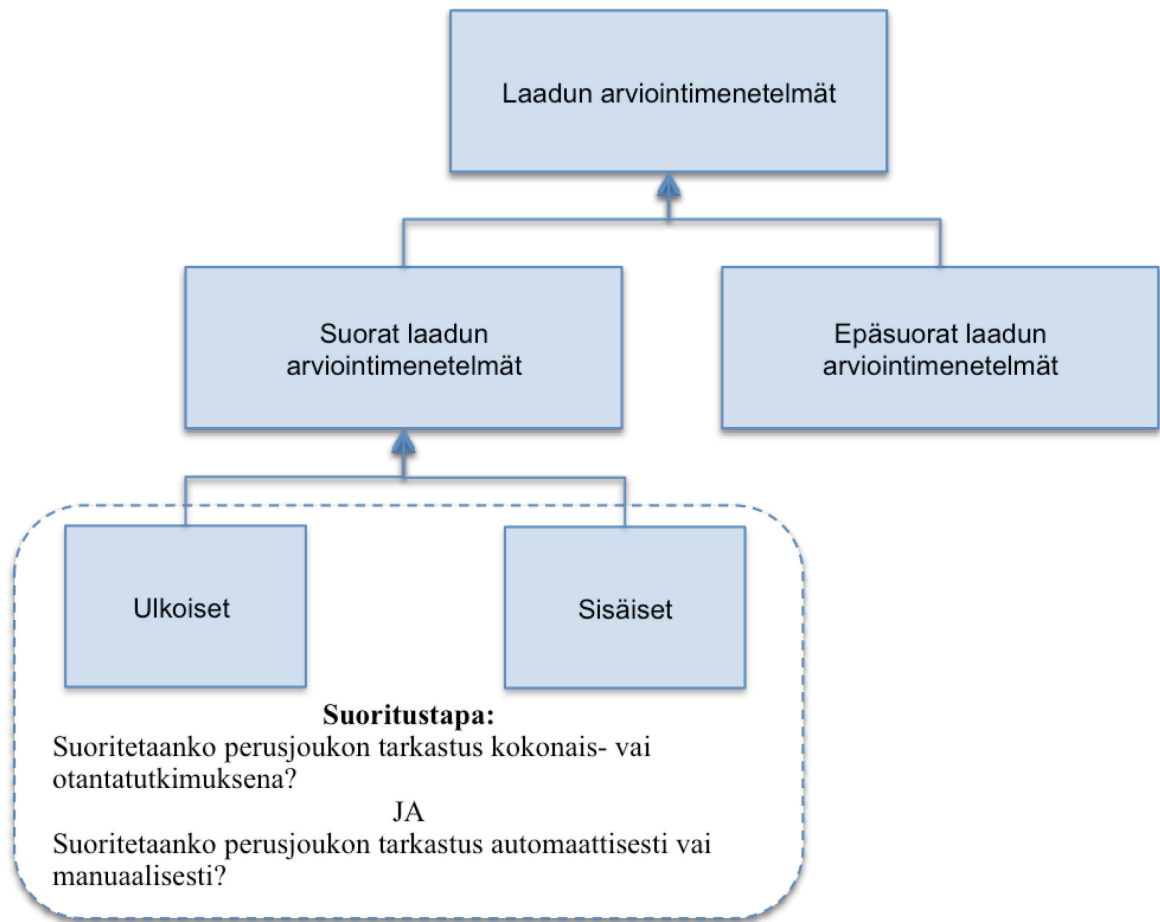 Laadun arviointimenetelmät
Suorat laadun
arviointimenetelmät
Epäsuorat laadun
arviointimenetelmät
Ulkoiset
Sisäiset
Suoritustapa:
Suoritetaanko perusjoukon tarkastus kokonais- vai
otantatutkimuksena?
JA
Suoritetaanko perusjoukon tarkastus automaattisesti vai
manuaalisesti?